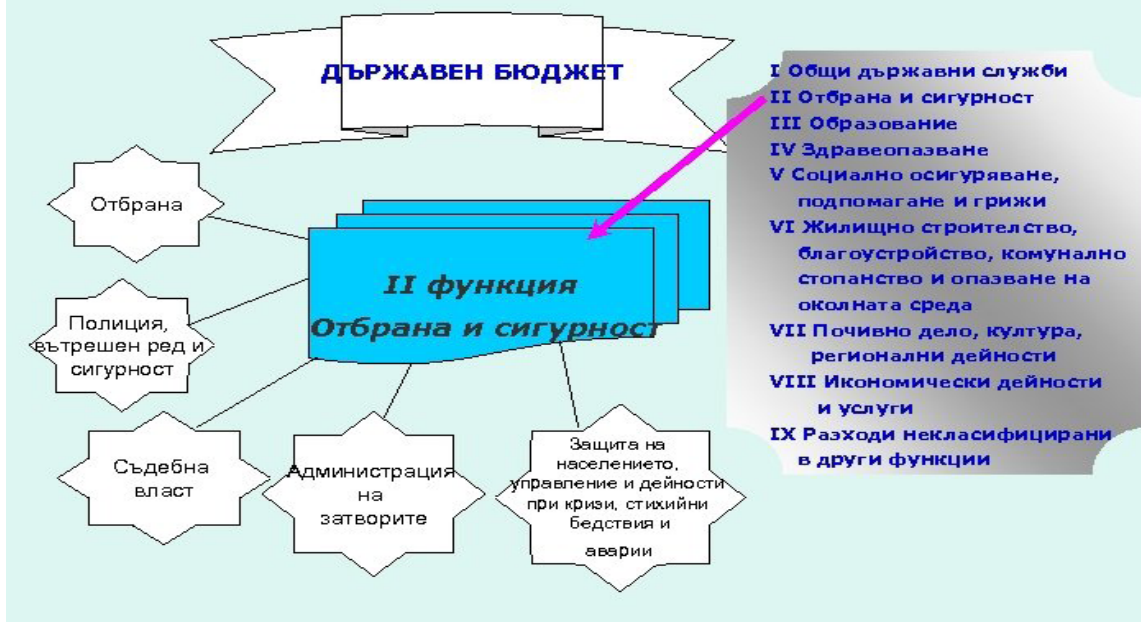 ДЪРЖАВЕН БЮДЖЕТ
I Общи държавни служби
II Отбрана и сигурност
III Образование
IV Здравеопазване
V Социално осигуряване,
подпомагане и грижи
VI Жилищно строителство,
благоустройство, комунално
стопанство и опазване на
околната среда
VII Почивно дело, култура,
регионални дейности
VIII Икономически дейности
и услуги
IX Разходи некласифицирани
в други функции
II функция
Отбрана и сигурност
Отбрана
Полиция,
вътрешен ред и
сигурност
Съдебна
власт
Администрация
на
затворите
Защита на
населението,
управление и дейности
при кризи, стихийни
бедствия и
аварии